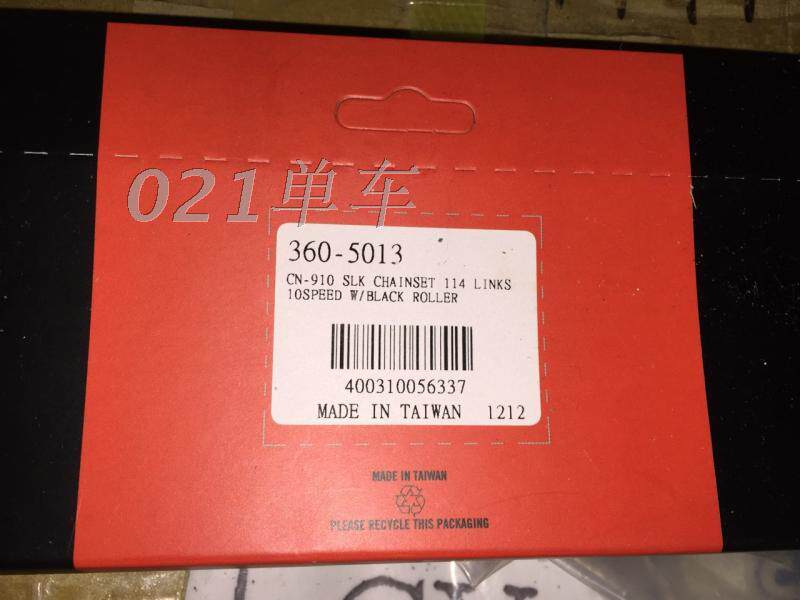 021单车
360-5013
CN-910 SLK CHAINSET 114 LINKS
10SPEED W/BLACK ROLLER
400310056337
MADE IN TAIWAN 1212
MADE IN TAIWAN
PLEASE RECYCLE THIS PACKAGING